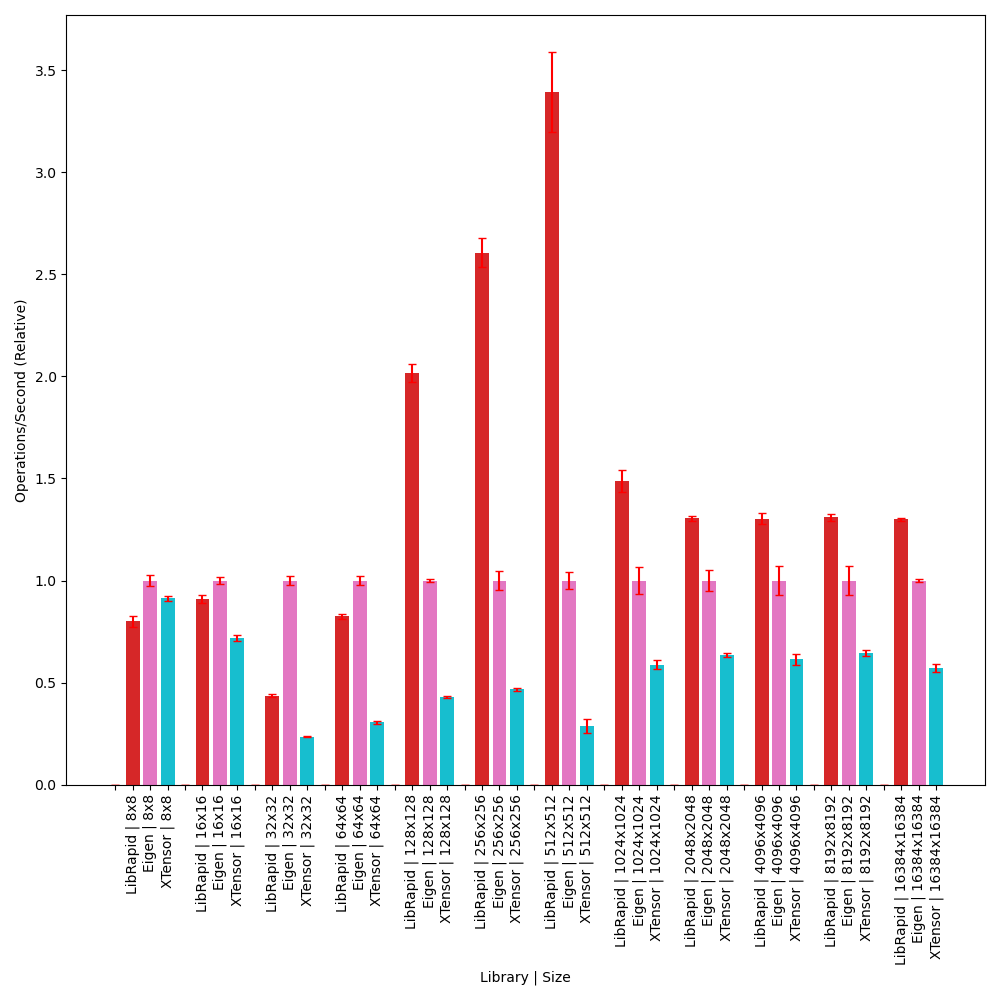 3.5
3.0
2.5
2.0
1.5
1.0
0.5
0.0
Operations/Second (Relative)
LibRapid | 8x8
Eigen | 8x8
XTensor | 8x8
LibRapid | 16x16
Eigen | 16x16
XTensor | 16x16
LibRapid | 32x32
Eigen | 32x32
XTensor | 32x32
LibRapid | 64x64
Eigen | 64x64
XTensor | 64x64
LibRapid | 128x128
Eigen | 128x128
XTensor | 128x128
LibRapid | 256x256
Eigen | 256x256
XTensor | 256x256
LibRapid | 512x512
Eigen | 512x512
XTensor | 512x512
LibRapid | 1024x1024
Eigen | 1024x1024
XTensor | 1024x1024
LibRapid | 2048x2048
Eigen | 2048x2048
XTensor | 2048x2048
LibRapid | 4096x4096
Eigen | 4096x4096
XTensor | 4096x4096
LibRapid | 8192x8192
Eigen | 8192x8192
XTensor | 8192x8192
LibRapid | 16384x16384
Eigen | 16384x16384
XTensor | 16384x16384
Library | Size